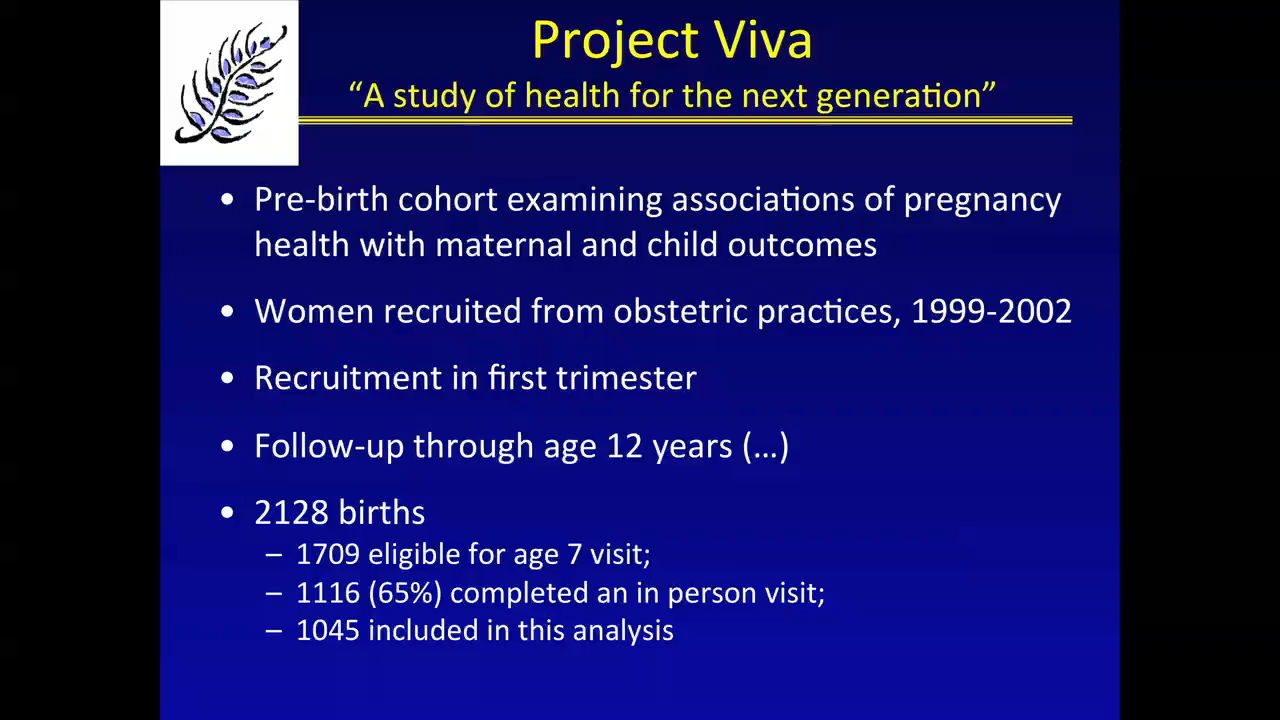 Project Viva
“A study of health for the next generation”
• Pre-birth cohort examining associations of pregnancy
health with maternal and child outcomes
• Women recruited from obstetric practices, 1999-2002
• Recruitment in first trimester
• Follow-up through age 12 years (...)
• 2128 births
– 1709 eligible for age 7 visit;
– 1116 (65%) completed an in person visit;
– 1045 included in this analysis